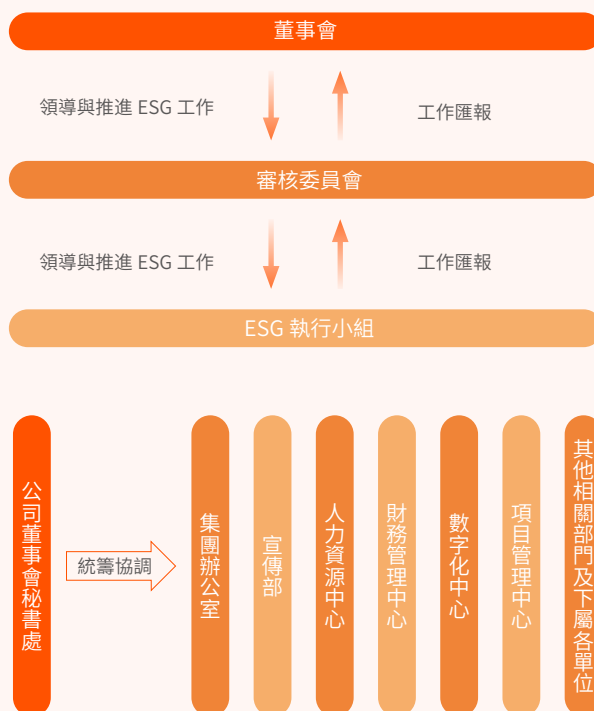 董事會
領導與推進 ESG 工作
工作匯報
審核委員會
領導與推進 ESG 工作
工作匯報
ESG 執行小組
公司董事會秘書處
統籌協調
集團辦公室
宣傳部
人力資源中心
財務管理中心
數字化中心
項目管理中心
其他相關部門及下屬各單位